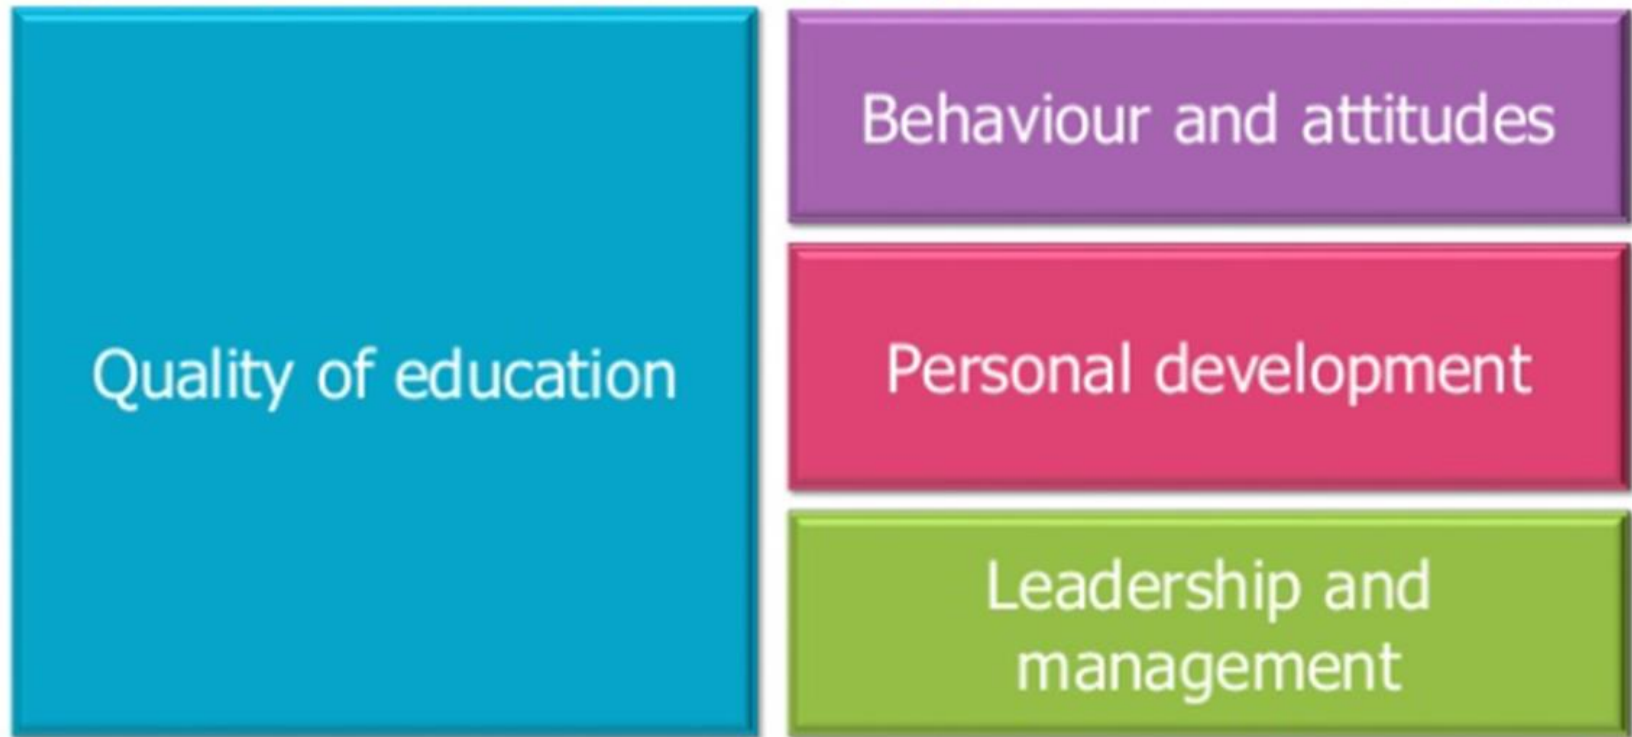 Quality of education
Behaviour and attitudes
Personal development
Leadership and
management